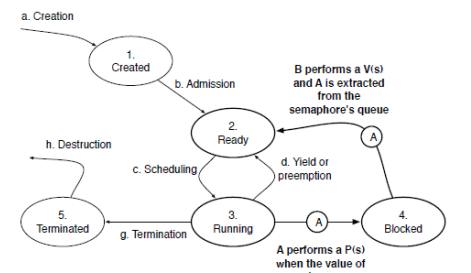 a. Creation
1.
Created
b. Admission
B performs a V(s)
and A is extracted
from the
semaphore's queue
A
2.
Ready
h. Destruction
c. Scheduling
d. Yield or
preemption
5.
Terminated
g. Termination
3.
Running
A
4.
Blocked
A performs a P(s)
when the value of